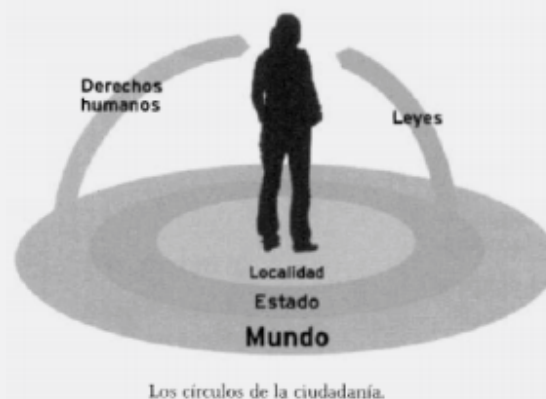 Derechos
humanos
Leyes
Localidad
Estado
Mundo
Los círculos de la ciudadanía.